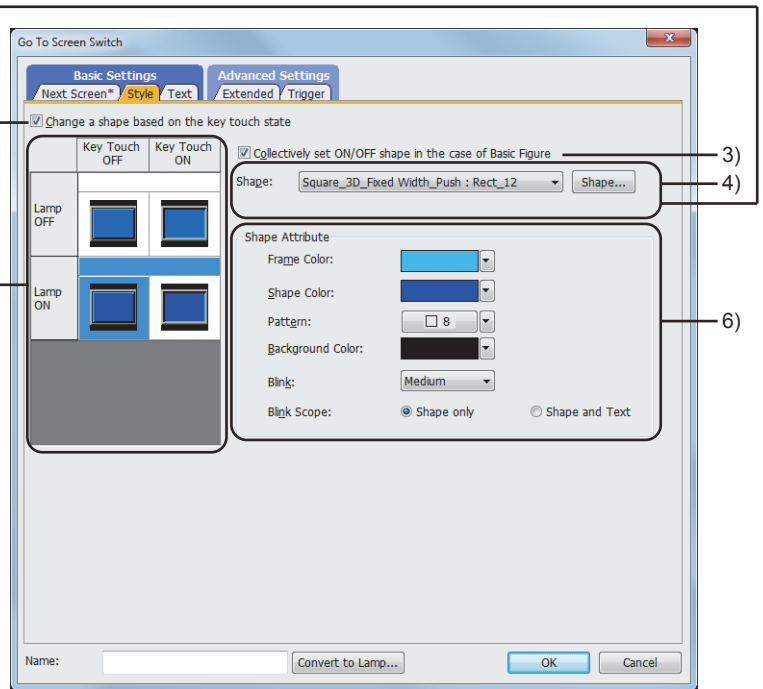 Go To Screen Switch
x
Basic Settings
Advanced Settings
Next Screen* Style Text Extended Trigger
Change a shape based on the key touch state
Key Touch OFF
Key Touch ON
Lamp OFF
Lamp ON
Collectively set ON/OFF shape in the case of Basic Figure
3)
Shape: Square_3D_Fixed Width_Push : Rect_12 Shape...
4)
Shape Attribute
Frame Color:
Shape Color:
Pattern: 8
6)
Background Color:
Blink: Medium
Blink Scope: Shape only Shape and Text
Name: Convert to Lamp... OK Cancel